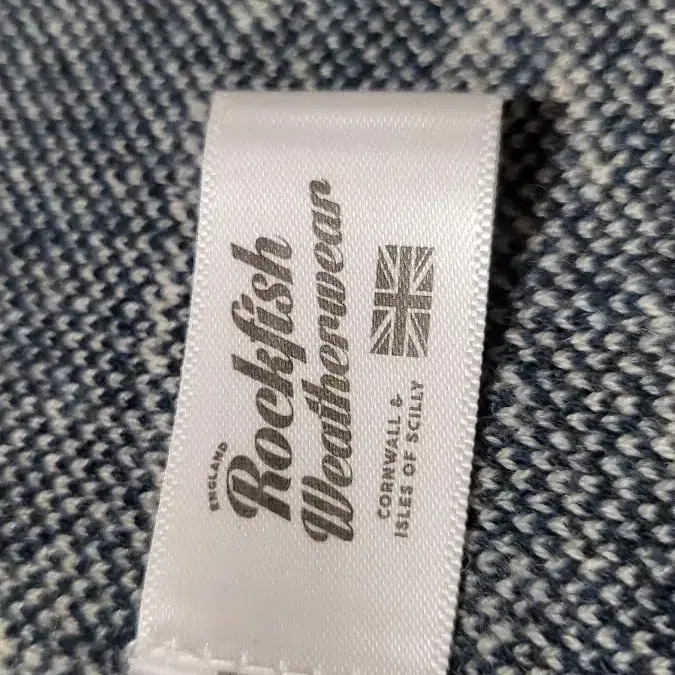 ENGLAND
Rockfish
Weatherwear
CORNWALL &
ISLES OF SCILLY